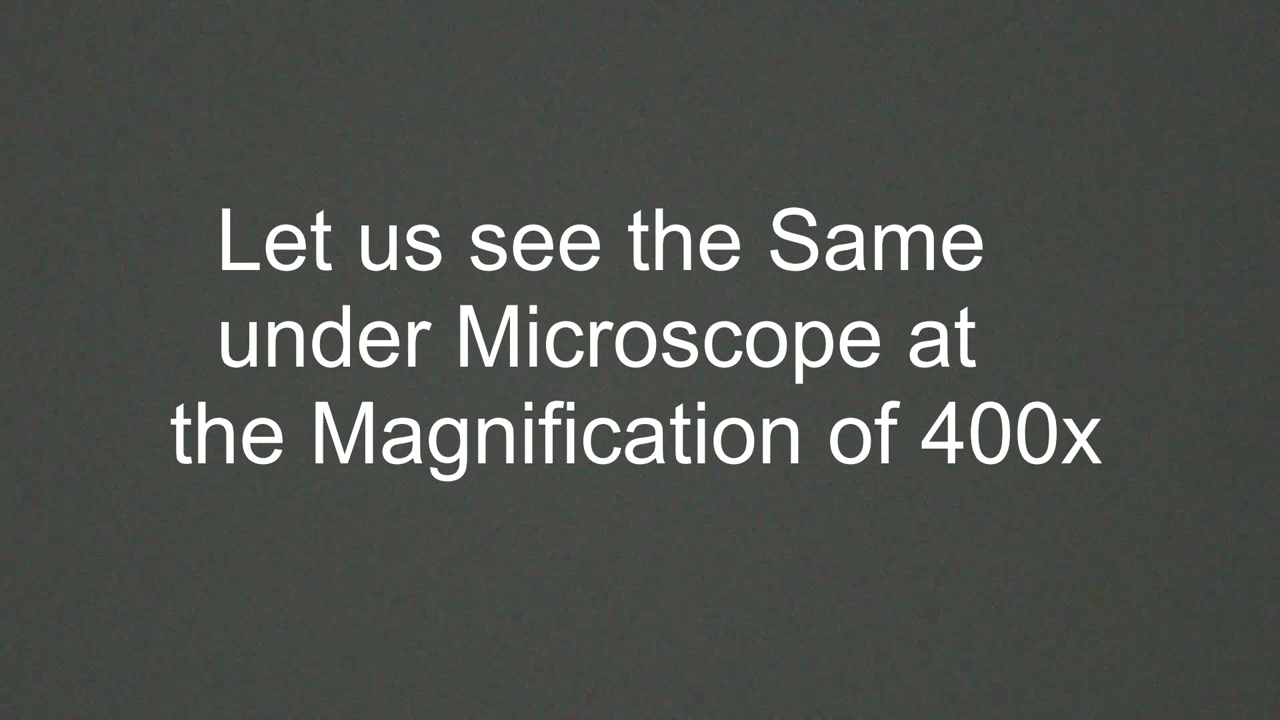 Let us see the Same
under Microscope at
the Magnification of 400x